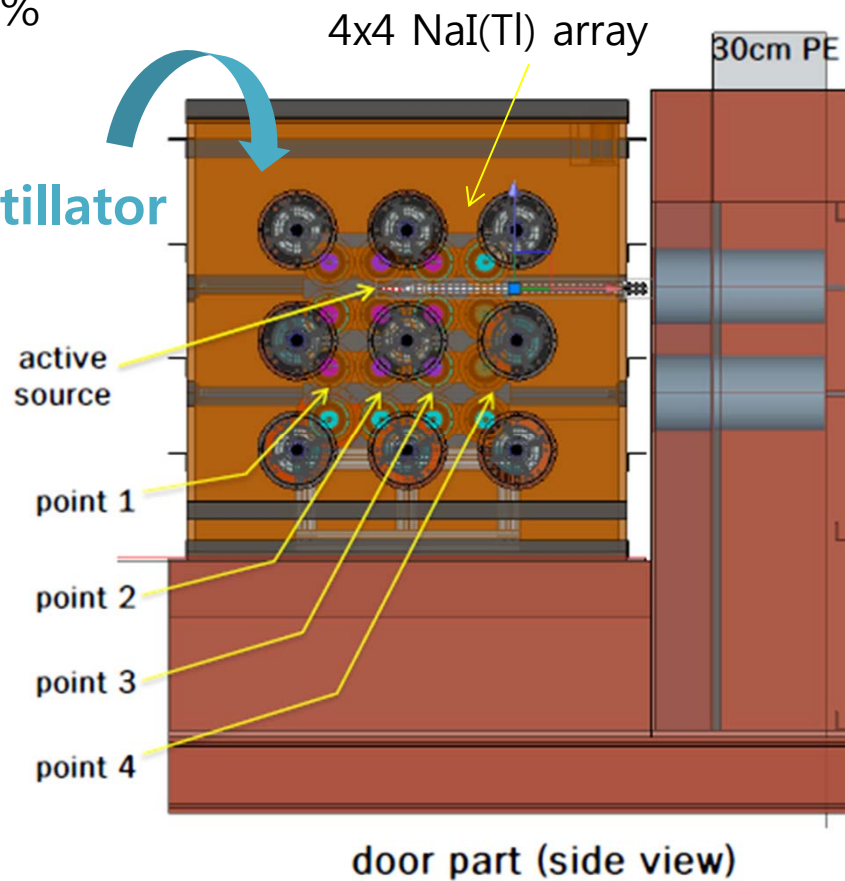 %
4x4 NaI(Tl) array
30cm PE
tillator
active
source
point 1
point 2
point 3
point 4
door part (side view)